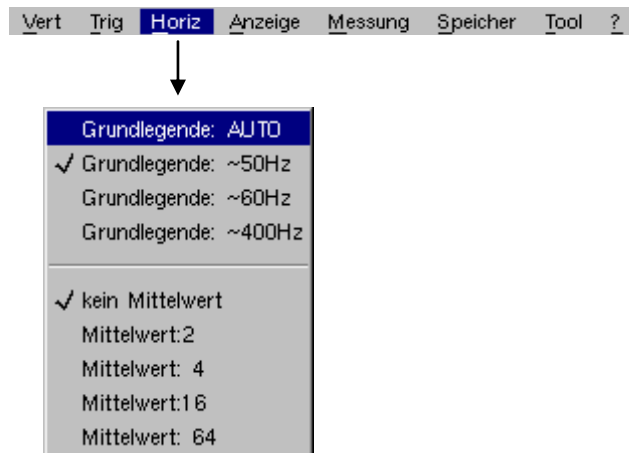 Vert Trig Horiz Anzeige Messung Speicher Tool ?
Grundlegende: AUTO
✓ Grundlegende: ~50Hz
Grundlegende: ~60Hz
Grundlegende: ~400Hz
✓ kein Mittelwert
Mittelwert:2
Mittelwert: 4
Mittelwert:16
Mittelwert: 64